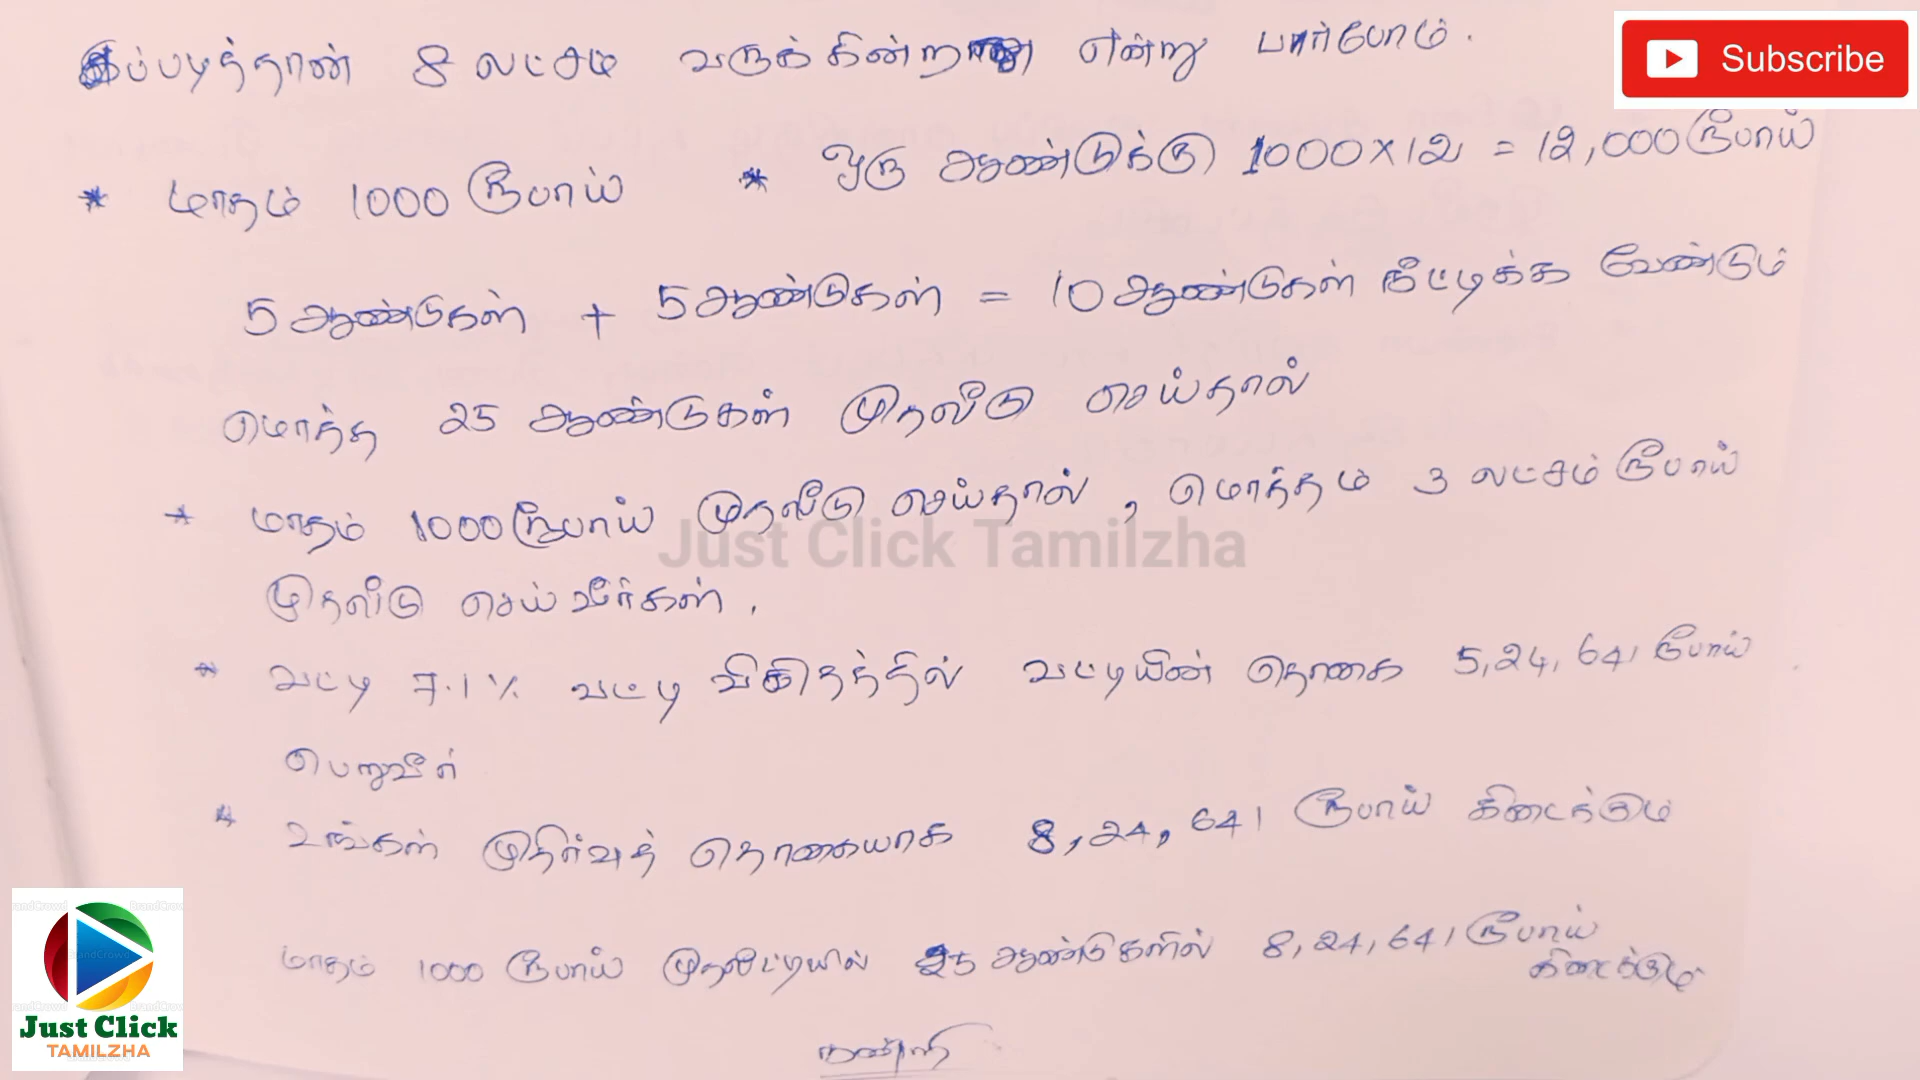 இப்படித்தான் 8 லட்சம் வருக்கின்றது என்று பார்போம்.
Subscribe
* மாதம் 1000 ரூபாய் * ஒரு ஆண்டுக்கு 1000 x 12 = 12,000 ரூபாய்
5 ஆண்டுகள் + 5 ஆண்டுகள் = 10 ஆண்டுகள் நீட்டிக்க வேண்டும்
மொத்த 25 ஆண்டுகள் முதலீடு செய்தால்
* மாதம் 1000 ரூபாய் முதலீடு செய்தால், மொத்தம் 3 லட்சம் ரூபாய்
Just Click Tamilzha
முதலீடு செய்வீர்கள்.
* வட்டி 7.1% வட்டி விகிதத்தில் வட்டியின் தொகை 5,24,641 ரூபாய்
பெறுவீர்
* உங்கள் முதிர்வுத் தொகையாக 8,24,641 ரூபாய் கிடைக்கும்
மாதம் 1000 ரூபாய் முதலீட்டியில் 25 ஆண்டுகளில் 8,24,641 ரூபாய்
கிடைக்கும்
நன்றி
Just Click
TAMILZHA